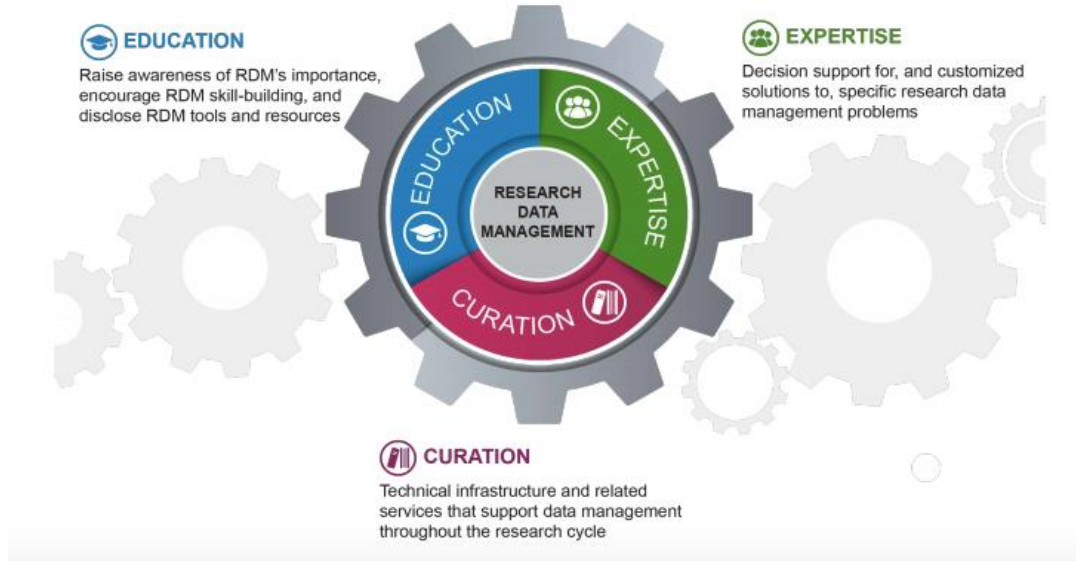 EDUCATION
Raise awareness of RDM's importance,
encourage RDM skill-building, and
disclose RDM tools and resources
EXPERTISE
Decision support for, and customized
solutions to, specific research data
management problems
EDUCATION
EXPERTISE
RESEARCH
DATA
MANAGEMENT
CURATION
CURATION
Technical infrastructure and related
services that support data management
throughout the research cycle